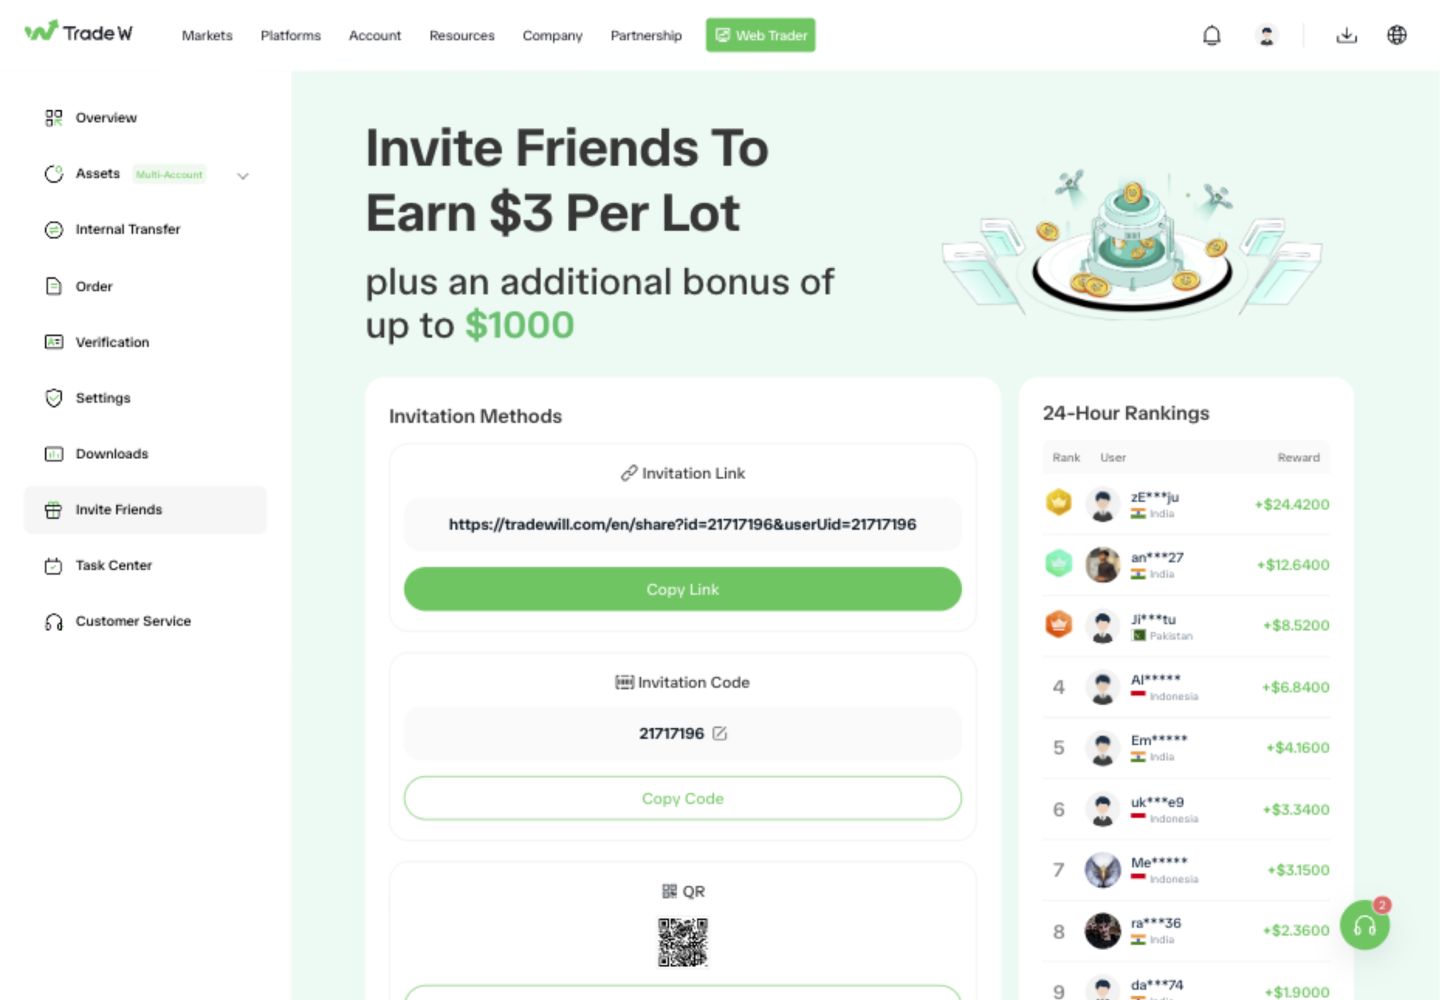 Trade W
Markets
Platforms
Account
Resources
Company
Partnership
Web Trader
Overview
Assets
Multi-Account
Internal Transfer
Order
Verification
Settings
Downloads
Invite Friends
Task Center
Customer Service
Invite Friends To
Earn $3 Per Lot
plus an additional bonus of
up to $1000
Invitation Methods
Invitation Link
https://tradewill.com/en/share?id=21717196&userUid=21717196
Copy Link
Invitation Code
21717196
Copy Code
QR
24-Hour Rankings
Rank User Reward
zE***ju
India
+$24.4200
an***27
India
+$12.6400
Ji***tu
Pakistan
+$8.5200
4
Al*****
Indonesia
+$6.8400
5
Em*****
India
+$4.1600
6
uk***e9
Indonesia
+$3.3400
7
Me*****
Indonesia
+$3.1500
8
ra***36
India
+$2.3600
9
da***74
+$1.9000
2